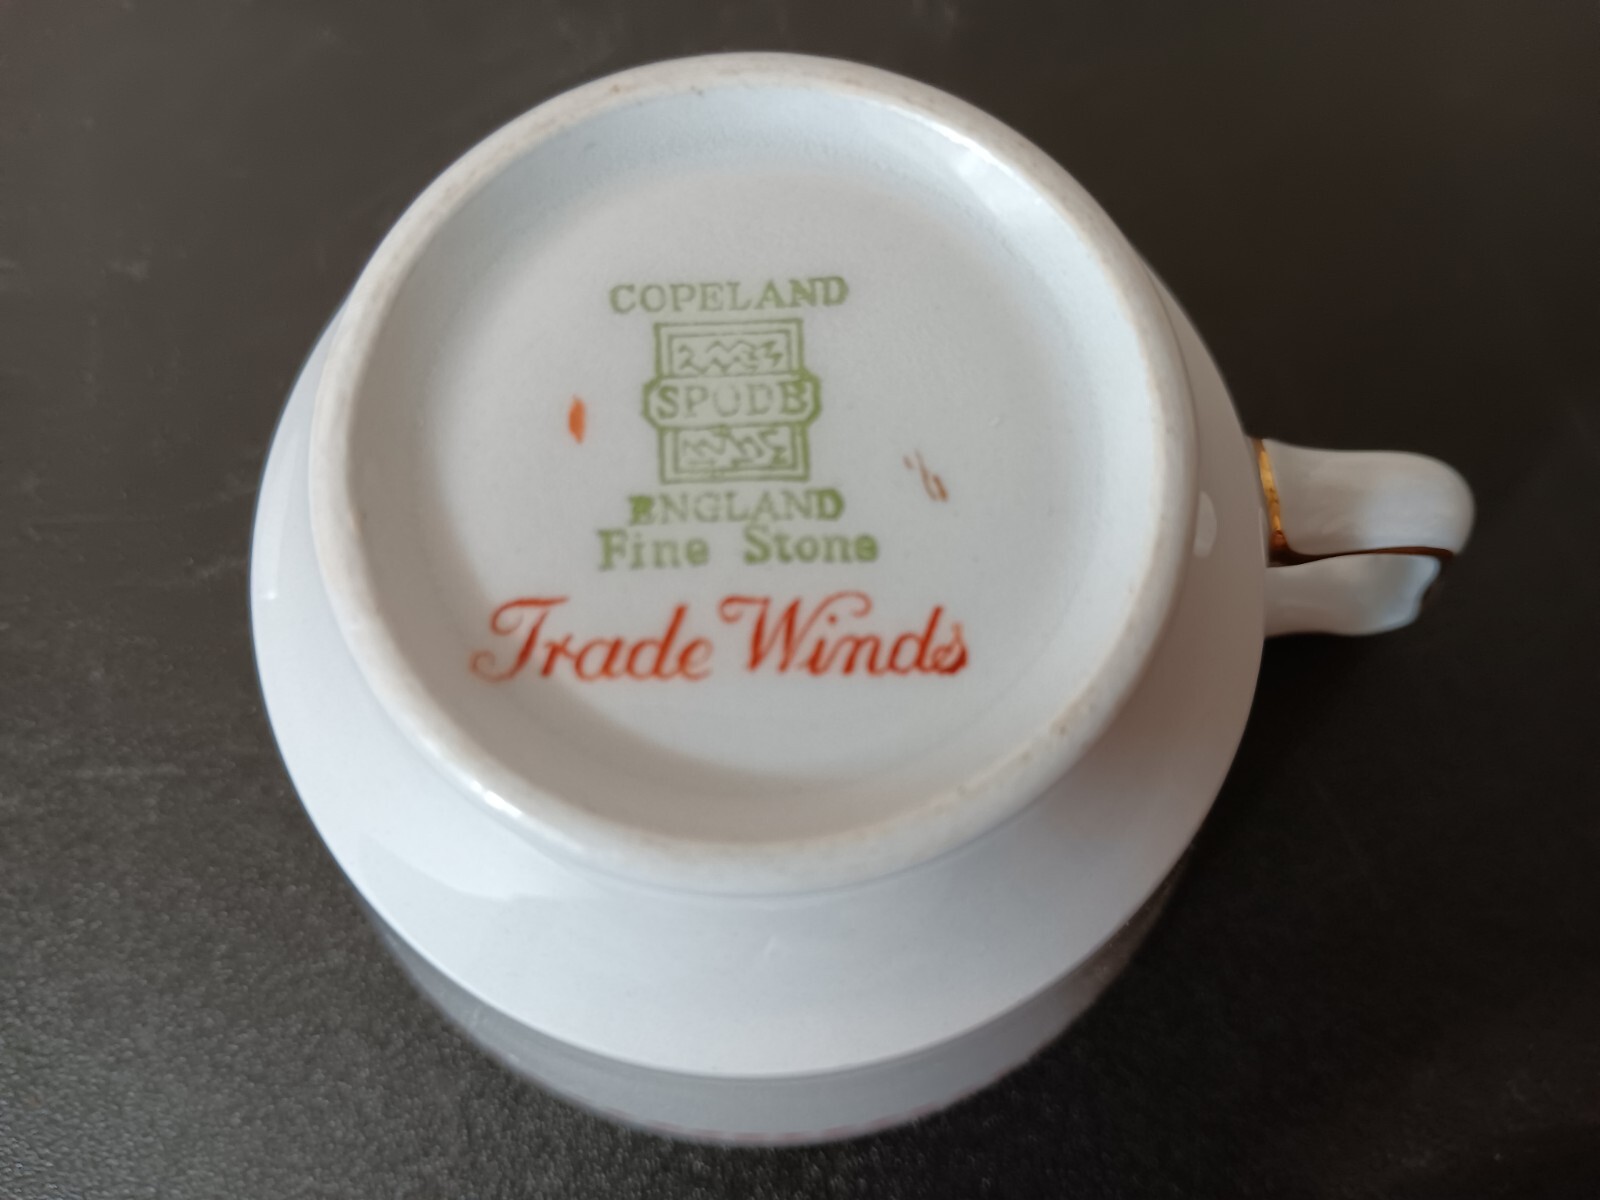 COPELAND
SPODE
ENGLAND
Fine Stone
Trade Winds